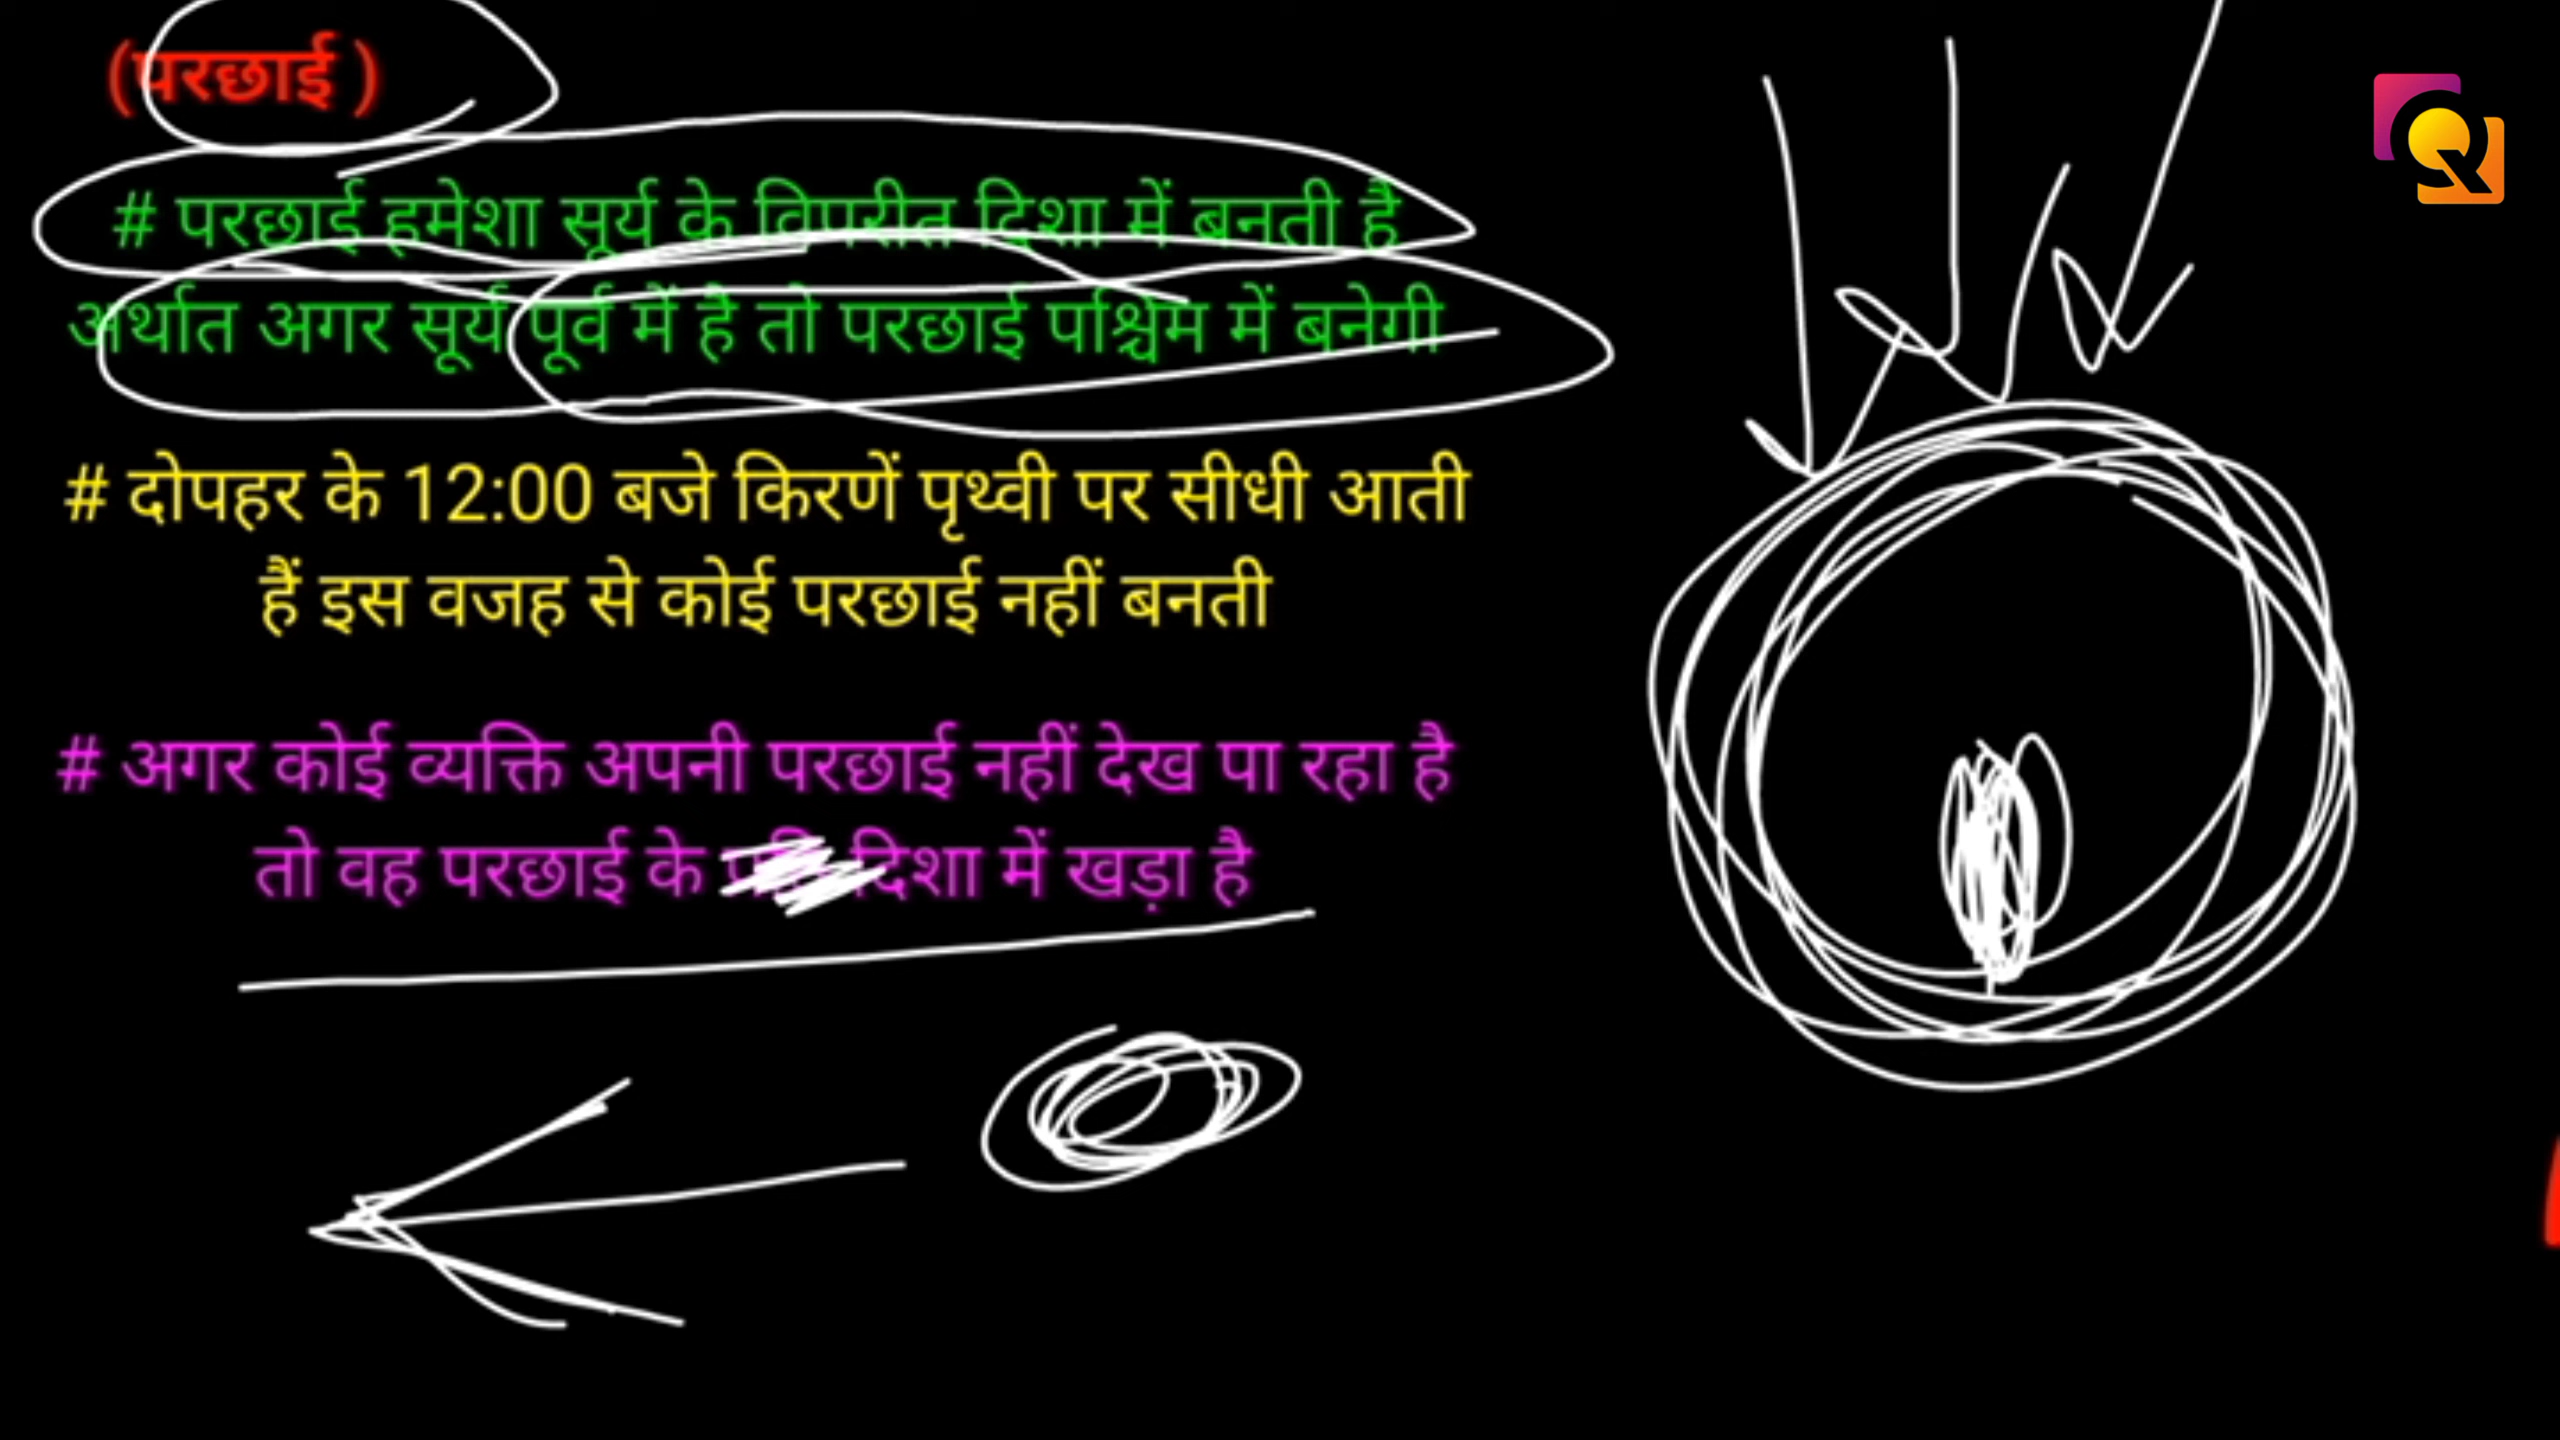 (परछाई )
# परछाई हमेशा सूर्य के विपरीत दिशा में बनती है
अर्थात अगर सूर्य पूर्व में है तो परछाई पश्चिम में बनेगी
# दोपहर के 12:00 बजे किरणें पृथ्वी पर सीधी आती
हैं इस वजह से कोई परछाई नहीं बनती
# अगर कोई व्यक्ति अपनी परछाई नहीं देख पा रहा है
तो वह परछाई के दिशा में खड़ा है